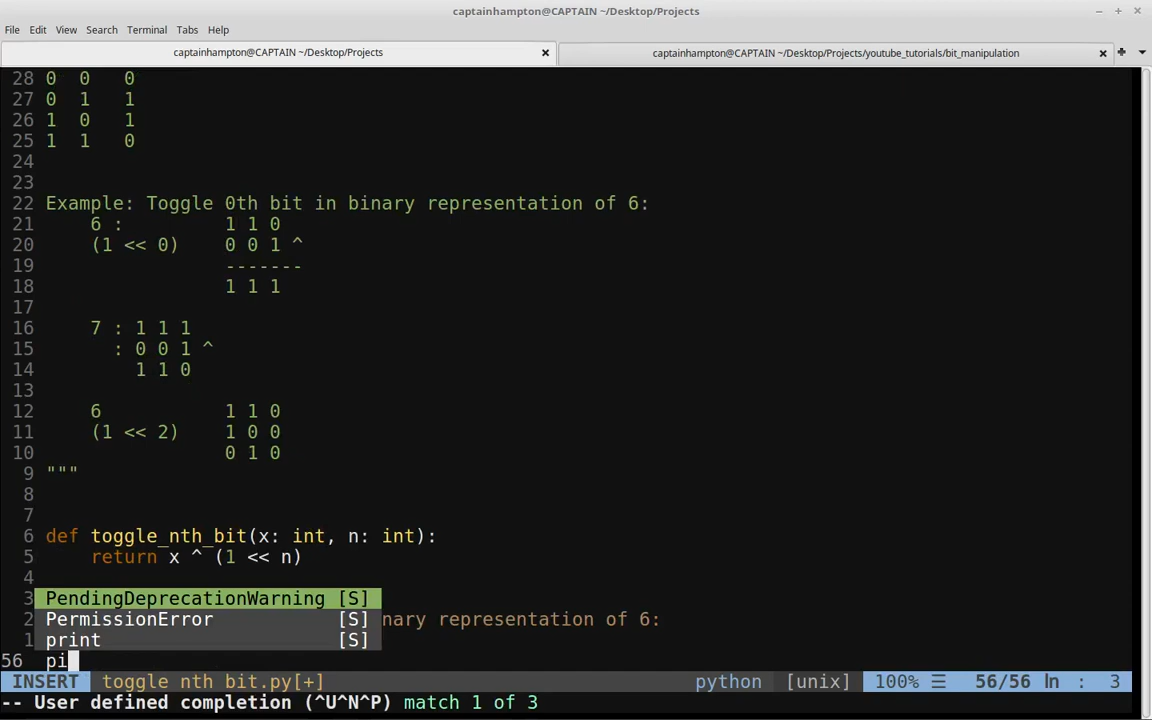 captainhampton@CAPTAIN ~/Desktop/Projects
File Edit View Search Terminal Tabs Help
captainhampton@CAPTAIN ~/Desktop/Projects
captainhampton@CAPTAIN ~/Desktop/Projects/youtube_tutorials/bit_manipulation
28 0 0 0
27 0 1 1
26 1 0 1
25 1 1 0
24
23
22 Example: Toggle 0th bit in binary representation of 6:
21 6 : 1 1 0
20 (1 << 0) 0 0 1 ^
19 -------
18 1 1 1
17
16 7 : 1 1 1
15 : 0 0 1 ^
14 1 1 0
13
12 6 1 1 0
11 (1 << 2) 1 0 0
10 0 1 0
9 """
8
7
6 def toggle_nth_bit(x: int, n: int):
5 return x ^ (1 << n)
4
3 PendingDeprecationWarning [S]
2 PermissionError [S] nary representation of 6:
1 print [S]
56 pi
INSERT toggle_nth_bit.py[+] python [unix] 100% ☰ 56/56 ln : 3
-- User defined completion (^U^N^P) match 1 of 3